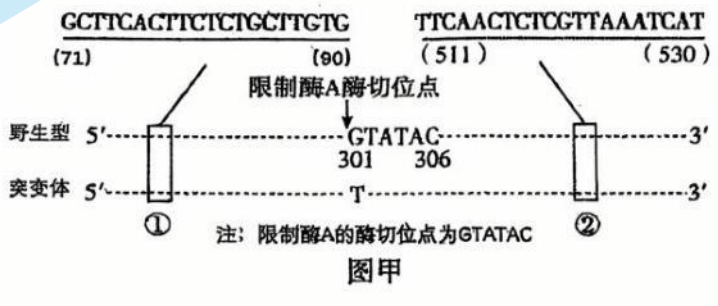 GCTTCACTTCTCTGCTTGTG TTCAACTCTCGTTAAATCAT
(71) (90) (511) (530)
限制酶A酶切位点
野生型 5' GTATAC 3'
301 306
突变体 5' T 3'
① ②
注：限制酶A的酶切位点为GTATAC
图甲